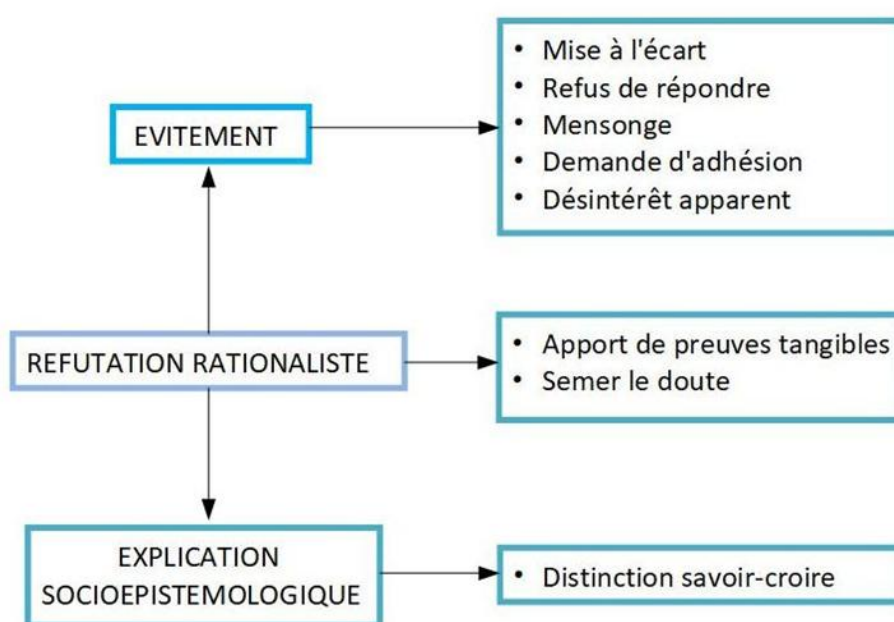 EVITEMENT
• Mise à l'écart
• Refus de répondre
• Mensonge
• Demande d'adhésion
• Désintérêt apparent
REFUTATION RATIONALISTE
• Apport de preuves tangibles
• Semer le doute
EXPLICATION
SOCIOEPISTEMOLOGIQUE
• Distinction savoir-croire